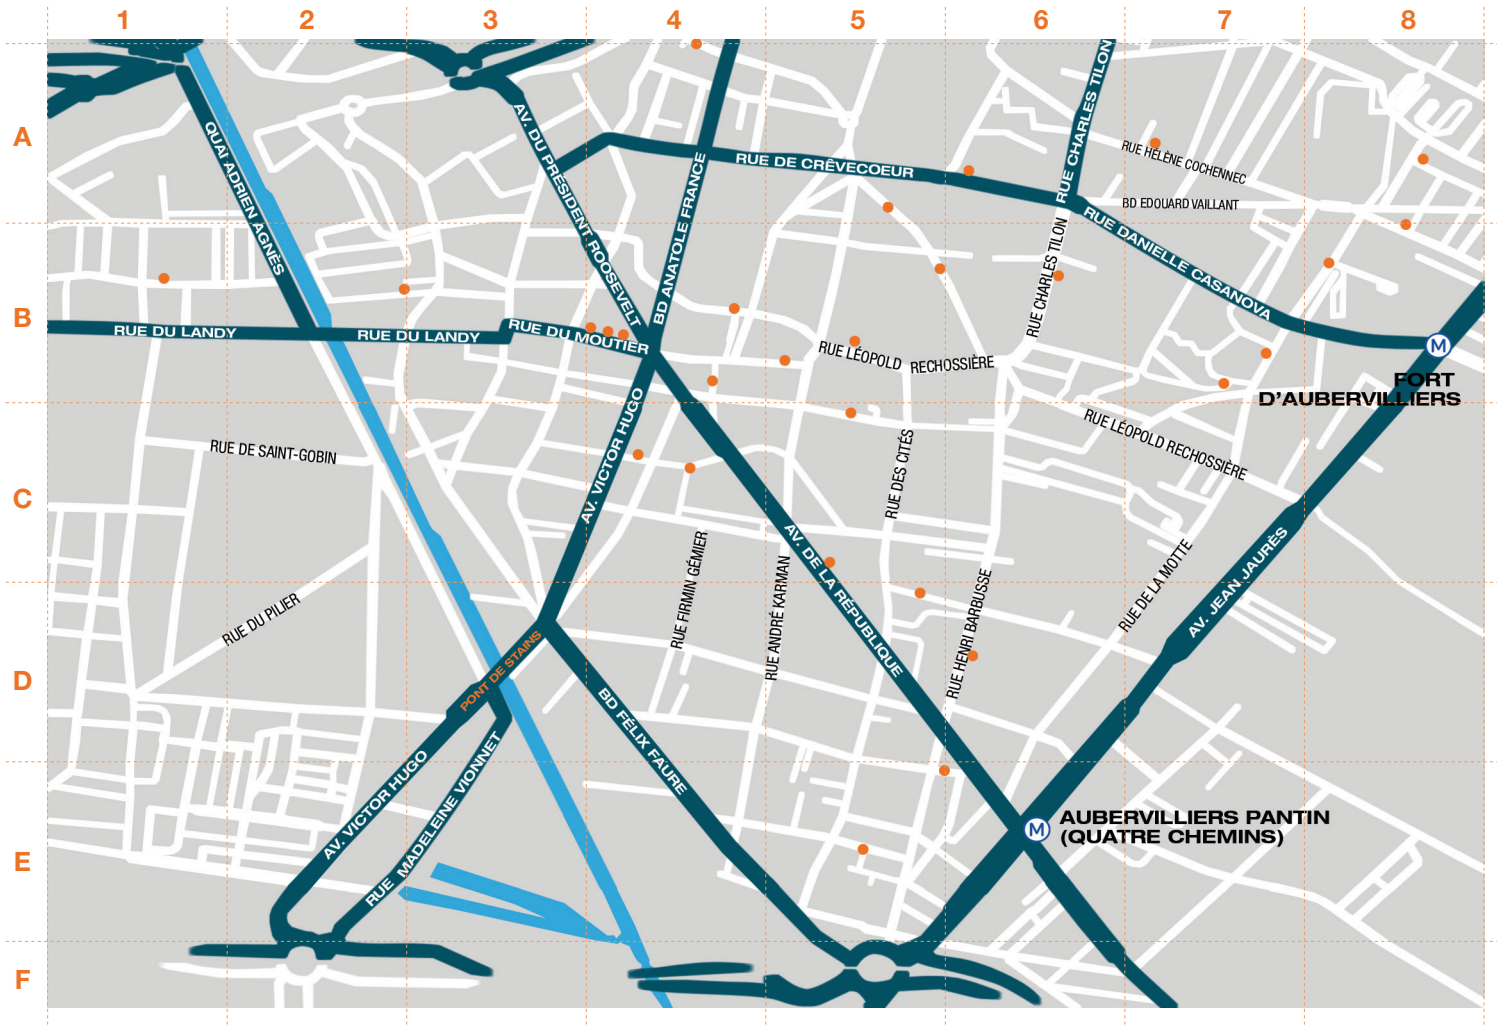 1 2 3 4 5 6 7 8
A
B
C
D
E
F
QUAI ADRIEN AGNÈS
AV. DU PRÉSIDENT ROOSEVELT
BD ANATOLE FRANCE
RUE DE CRÈVECOEUR
RUE CHARLES TILON
RUE HÉLÈNE COCHENNEC
BD EDOUARD VAILLANT
RUE DANIELLE CASANOVA
RUE CHARLES TILON
RUE DU LANDY
RUE DU LANDY
RUE DU MOUTIER
RUE LÉOPOLD RECHOSSIÈRE
M
FORT
D'AUBERVILLIERS
RUE LÉOPOLD RECHOSSIÈRE
AV. VICTOR HUGO
RUE DE SAINT-GOBIN
RUE DES CITÉS
AV. DE LA RÉPUBLIQUE
RUE FIRMIN GÉMIER
RUE ANDRÉ KARMAN
RUE HENRI BARBUSSE
RUE DE LA MOTTE
AV. JEAN JAURÈS
RUE DU PILIER
PONT DE STAINS
BD FÉLIX FAURE
AV. VICTOR HUGO
RUE MADELEINE VIONNET
M
AUBERVILLIERS PANTIN
(QUATRE CHEMINS)